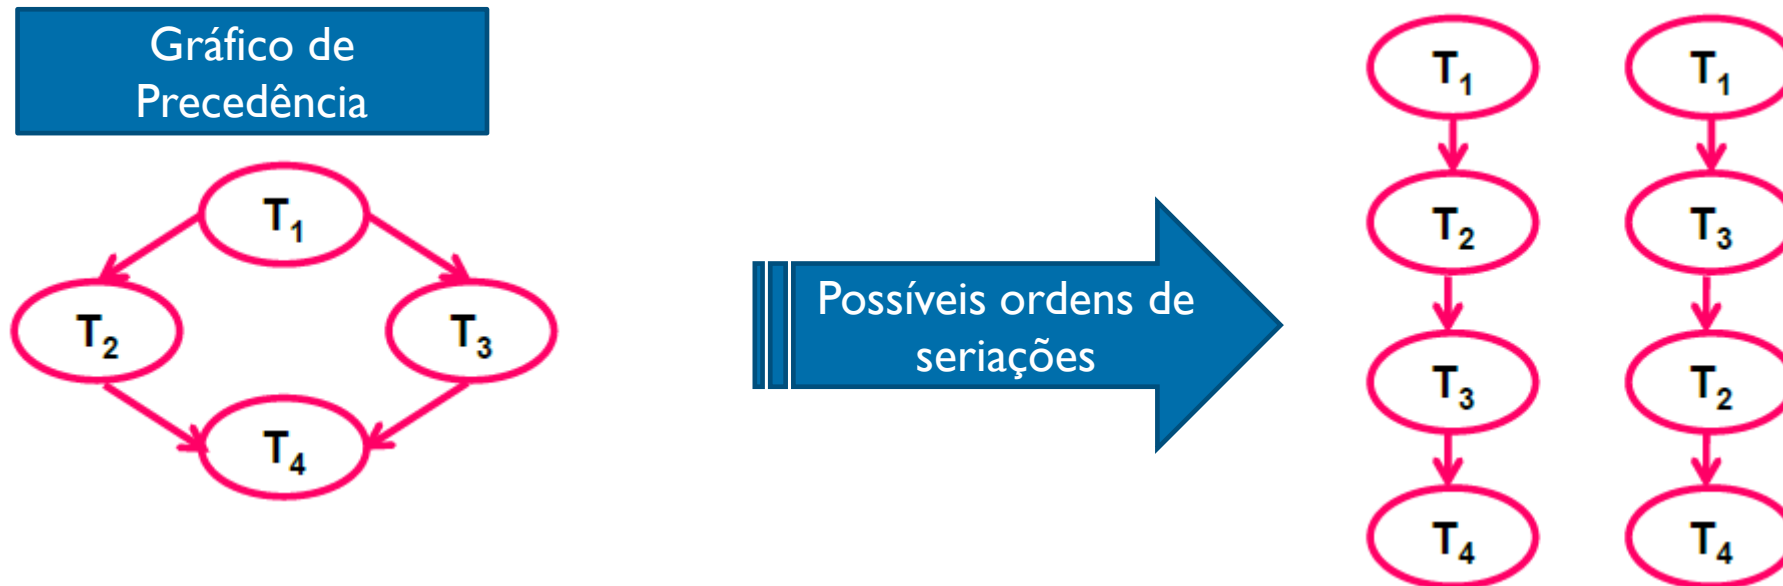 Gráfico de
Precedência
T₁
T₂
T₃
T₄
Possíveis ordens de
seriações
T₁
T₂
T₃
T₄
T₁
T₃
T₂
T₄